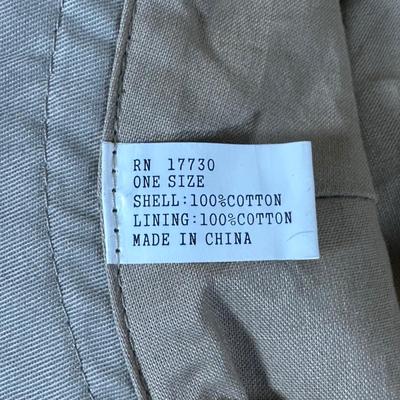 RN 17730
ONE SIZE
SHELL:100%COTTON
LINING:100%COTTON
MADE IN CHINA